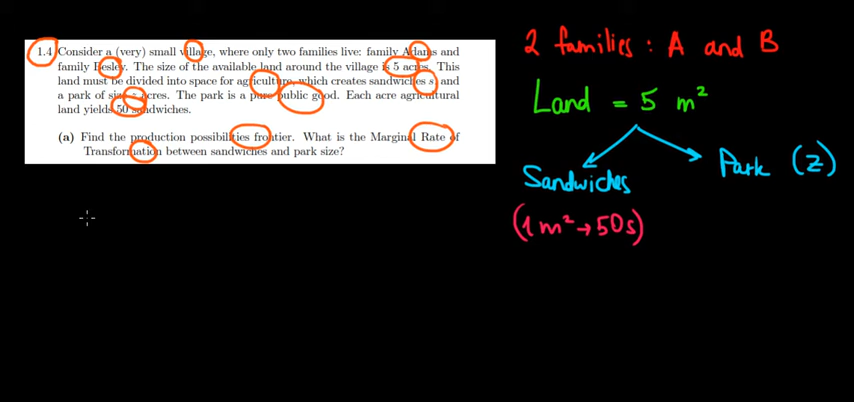 1.4 Consider a (very) small village, where only two families live: family Adams and
family Besley. The size of the available land around the village is 5 acres. This
land must be divided into space for agriculture, which creates sandwiches s, and
a park of size z acres. The park is a pure public good. Each acre agricultural
land yields 50 sandwiches.
(a) Find the production possibilities frontier. What is the Marginal Rate of
Transformation between sandwiches and park size?
2 families: A and B
Land = 5 m²
Sandwiches
Park (z)
(1 m² → 50s)